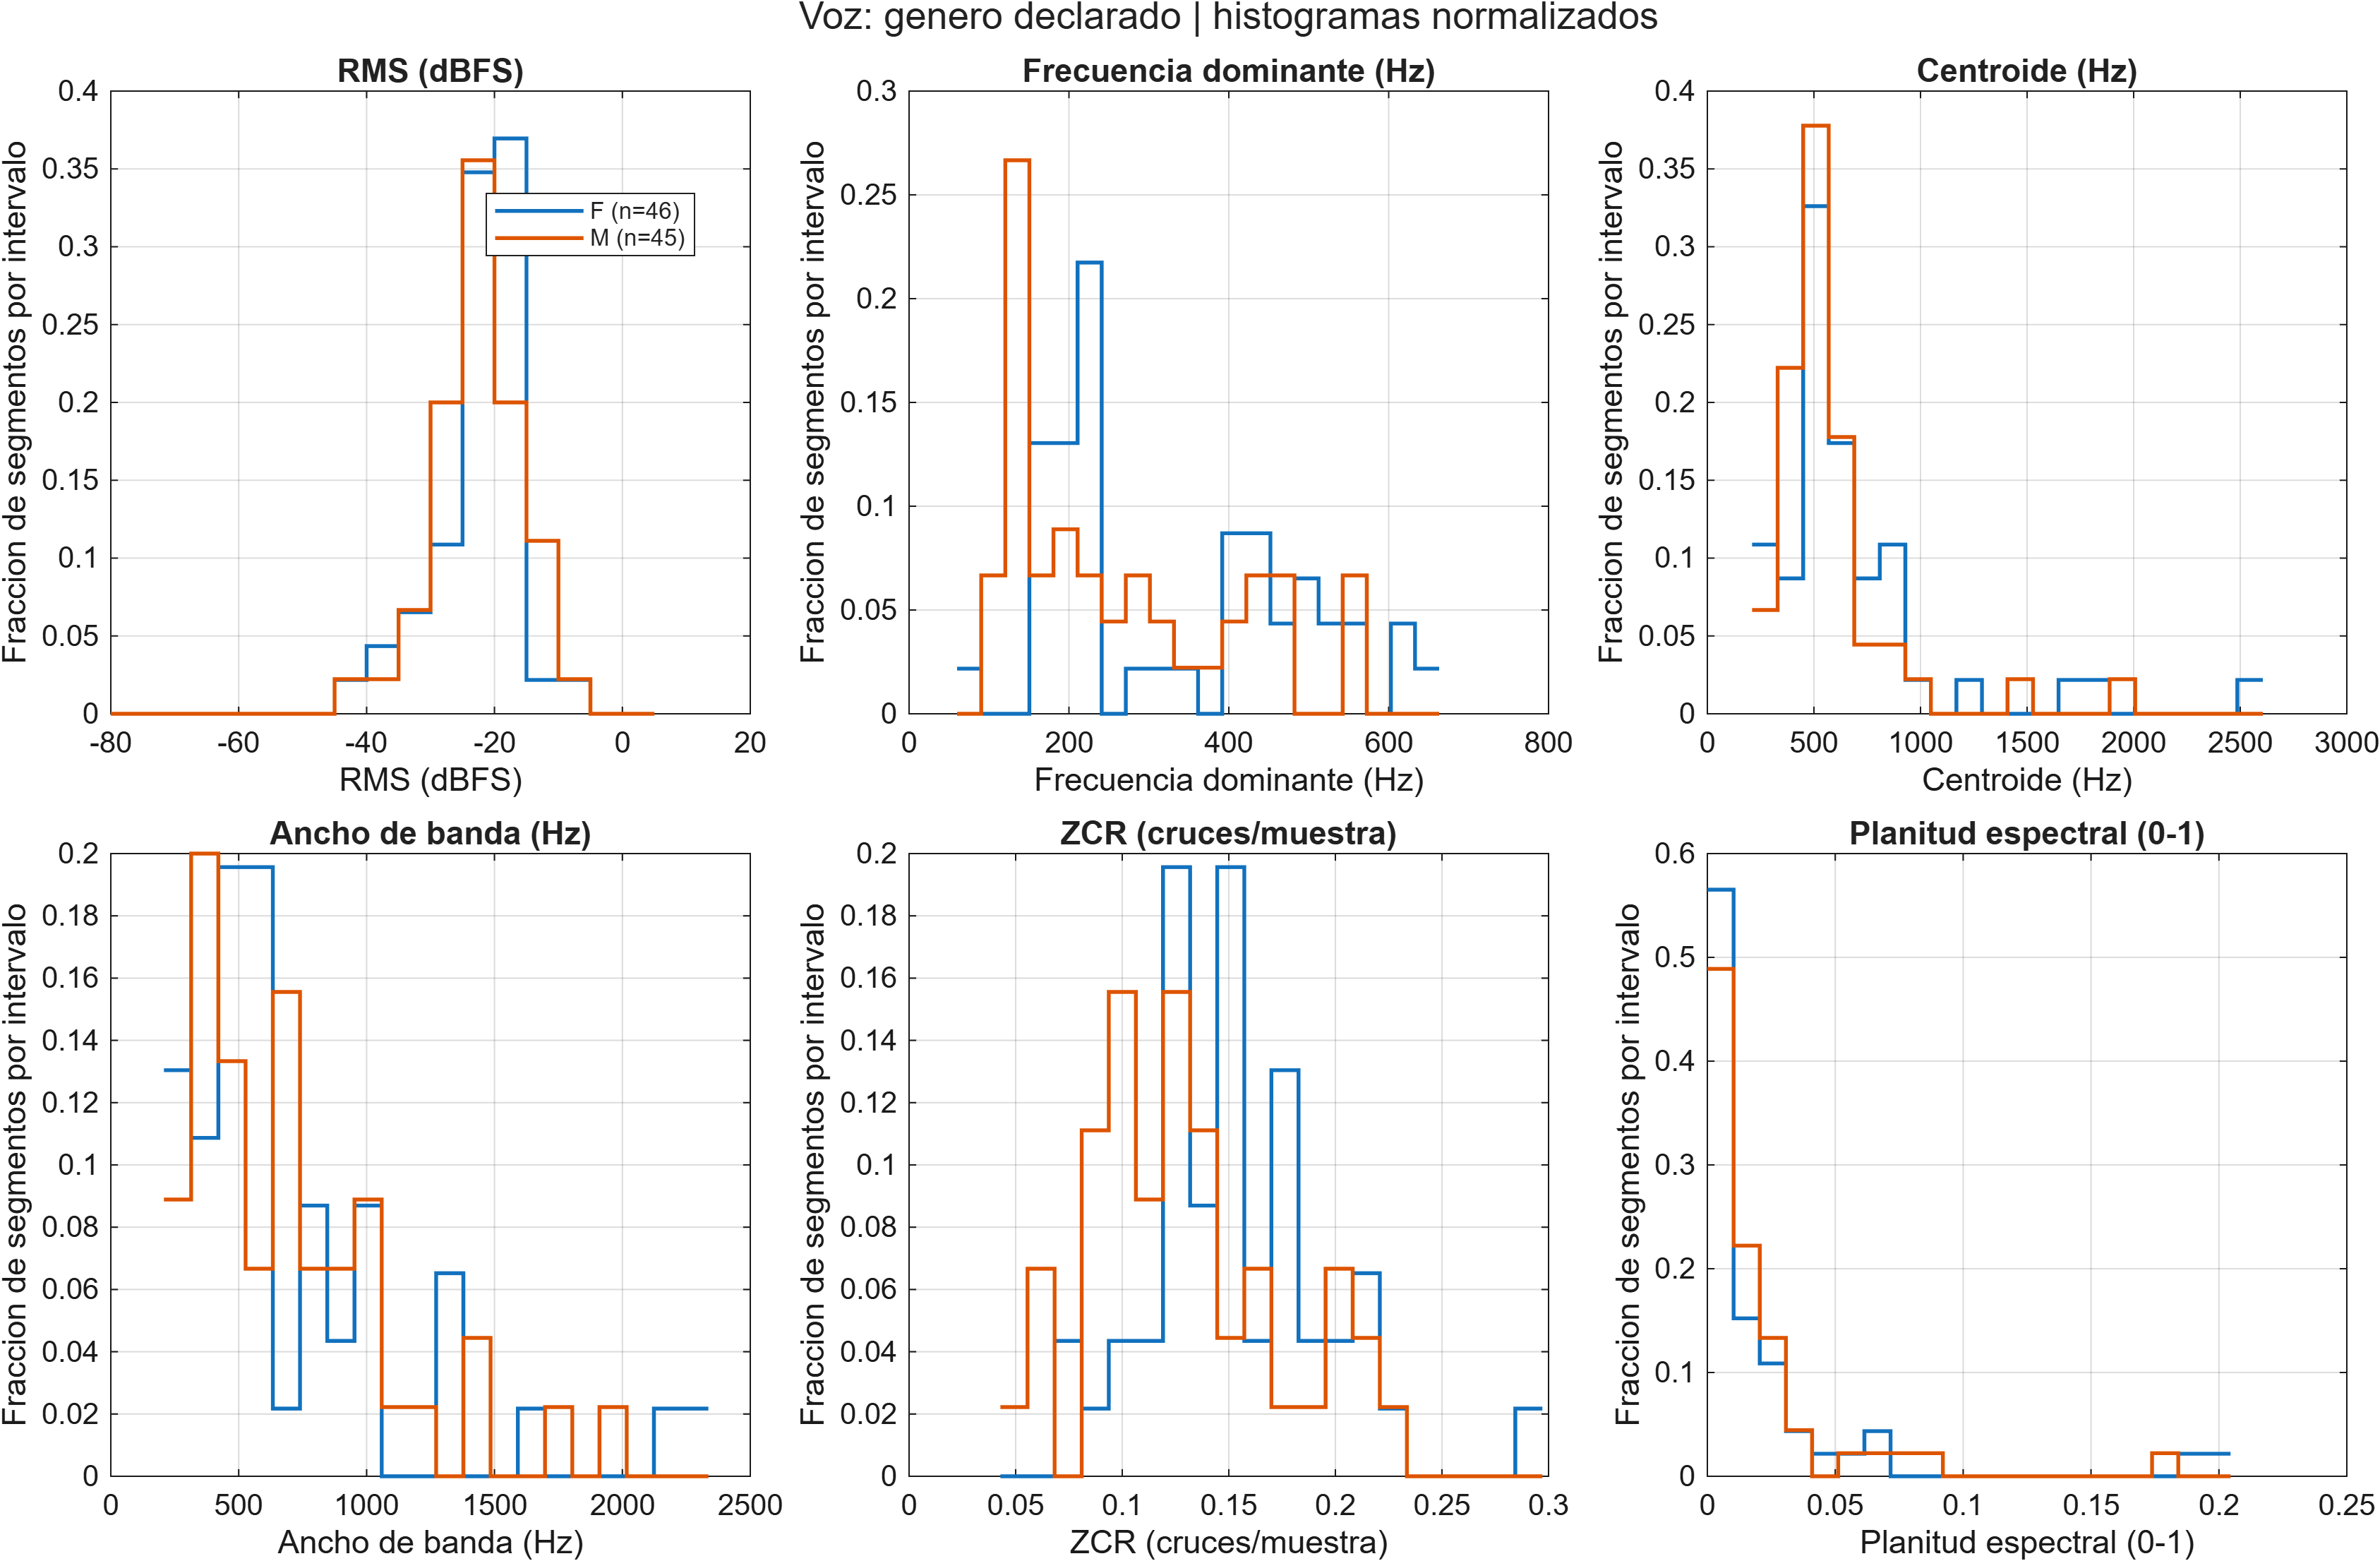 Voz: genero declarado | histogramas normalizados
RMS (dBFS)
Fraccion de segmentos por intervalo
0.4
0.35
0.3
0.25
0.2
0.15
0.1
0.05
0
F (n=46)
M (n=45)
-80 -60 -40 -20 0 20
RMS (dBFS)
Frecuencia dominante (Hz)
Fraccion de segmentos por intervalo
0.3
0.25
0.2
0.15
0.1
0.05
0
0 200 400 600 800
Frecuencia dominante (Hz)
Centroide (Hz)
Fraccion de segmentos por intervalo
0.4
0.35
0.3
0.25
0.2
0.15
0.1
0.05
0
0 500 1000 1500 2000 2500 3000
Centroide (Hz)
Ancho de banda (Hz)
Fraccion de segmentos por intervalo
0.2
0.18
0.16
0.14
0.12
0.1
0.08
0.06
0.04
0.02
0
0 500 1000 1500 2000 2500
Ancho de banda (Hz)
ZCR (cruces/muestra)
Fraccion de segmentos por intervalo
0.2
0.18
0.16
0.14
0.12
0.1
0.08
0.06
0.04
0.02
0
0 0.05 0.1 0.15 0.2 0.25 0.3
ZCR (cruces/muestra)
Planitud espectral (0-1)
Fraccion de segmentos por intervalo
0.6
0.5
0.4
0.3
0.2
0.1
0
0 0.05 0.1 0.15 0.2 0.25
Planitud espectral (0-1)